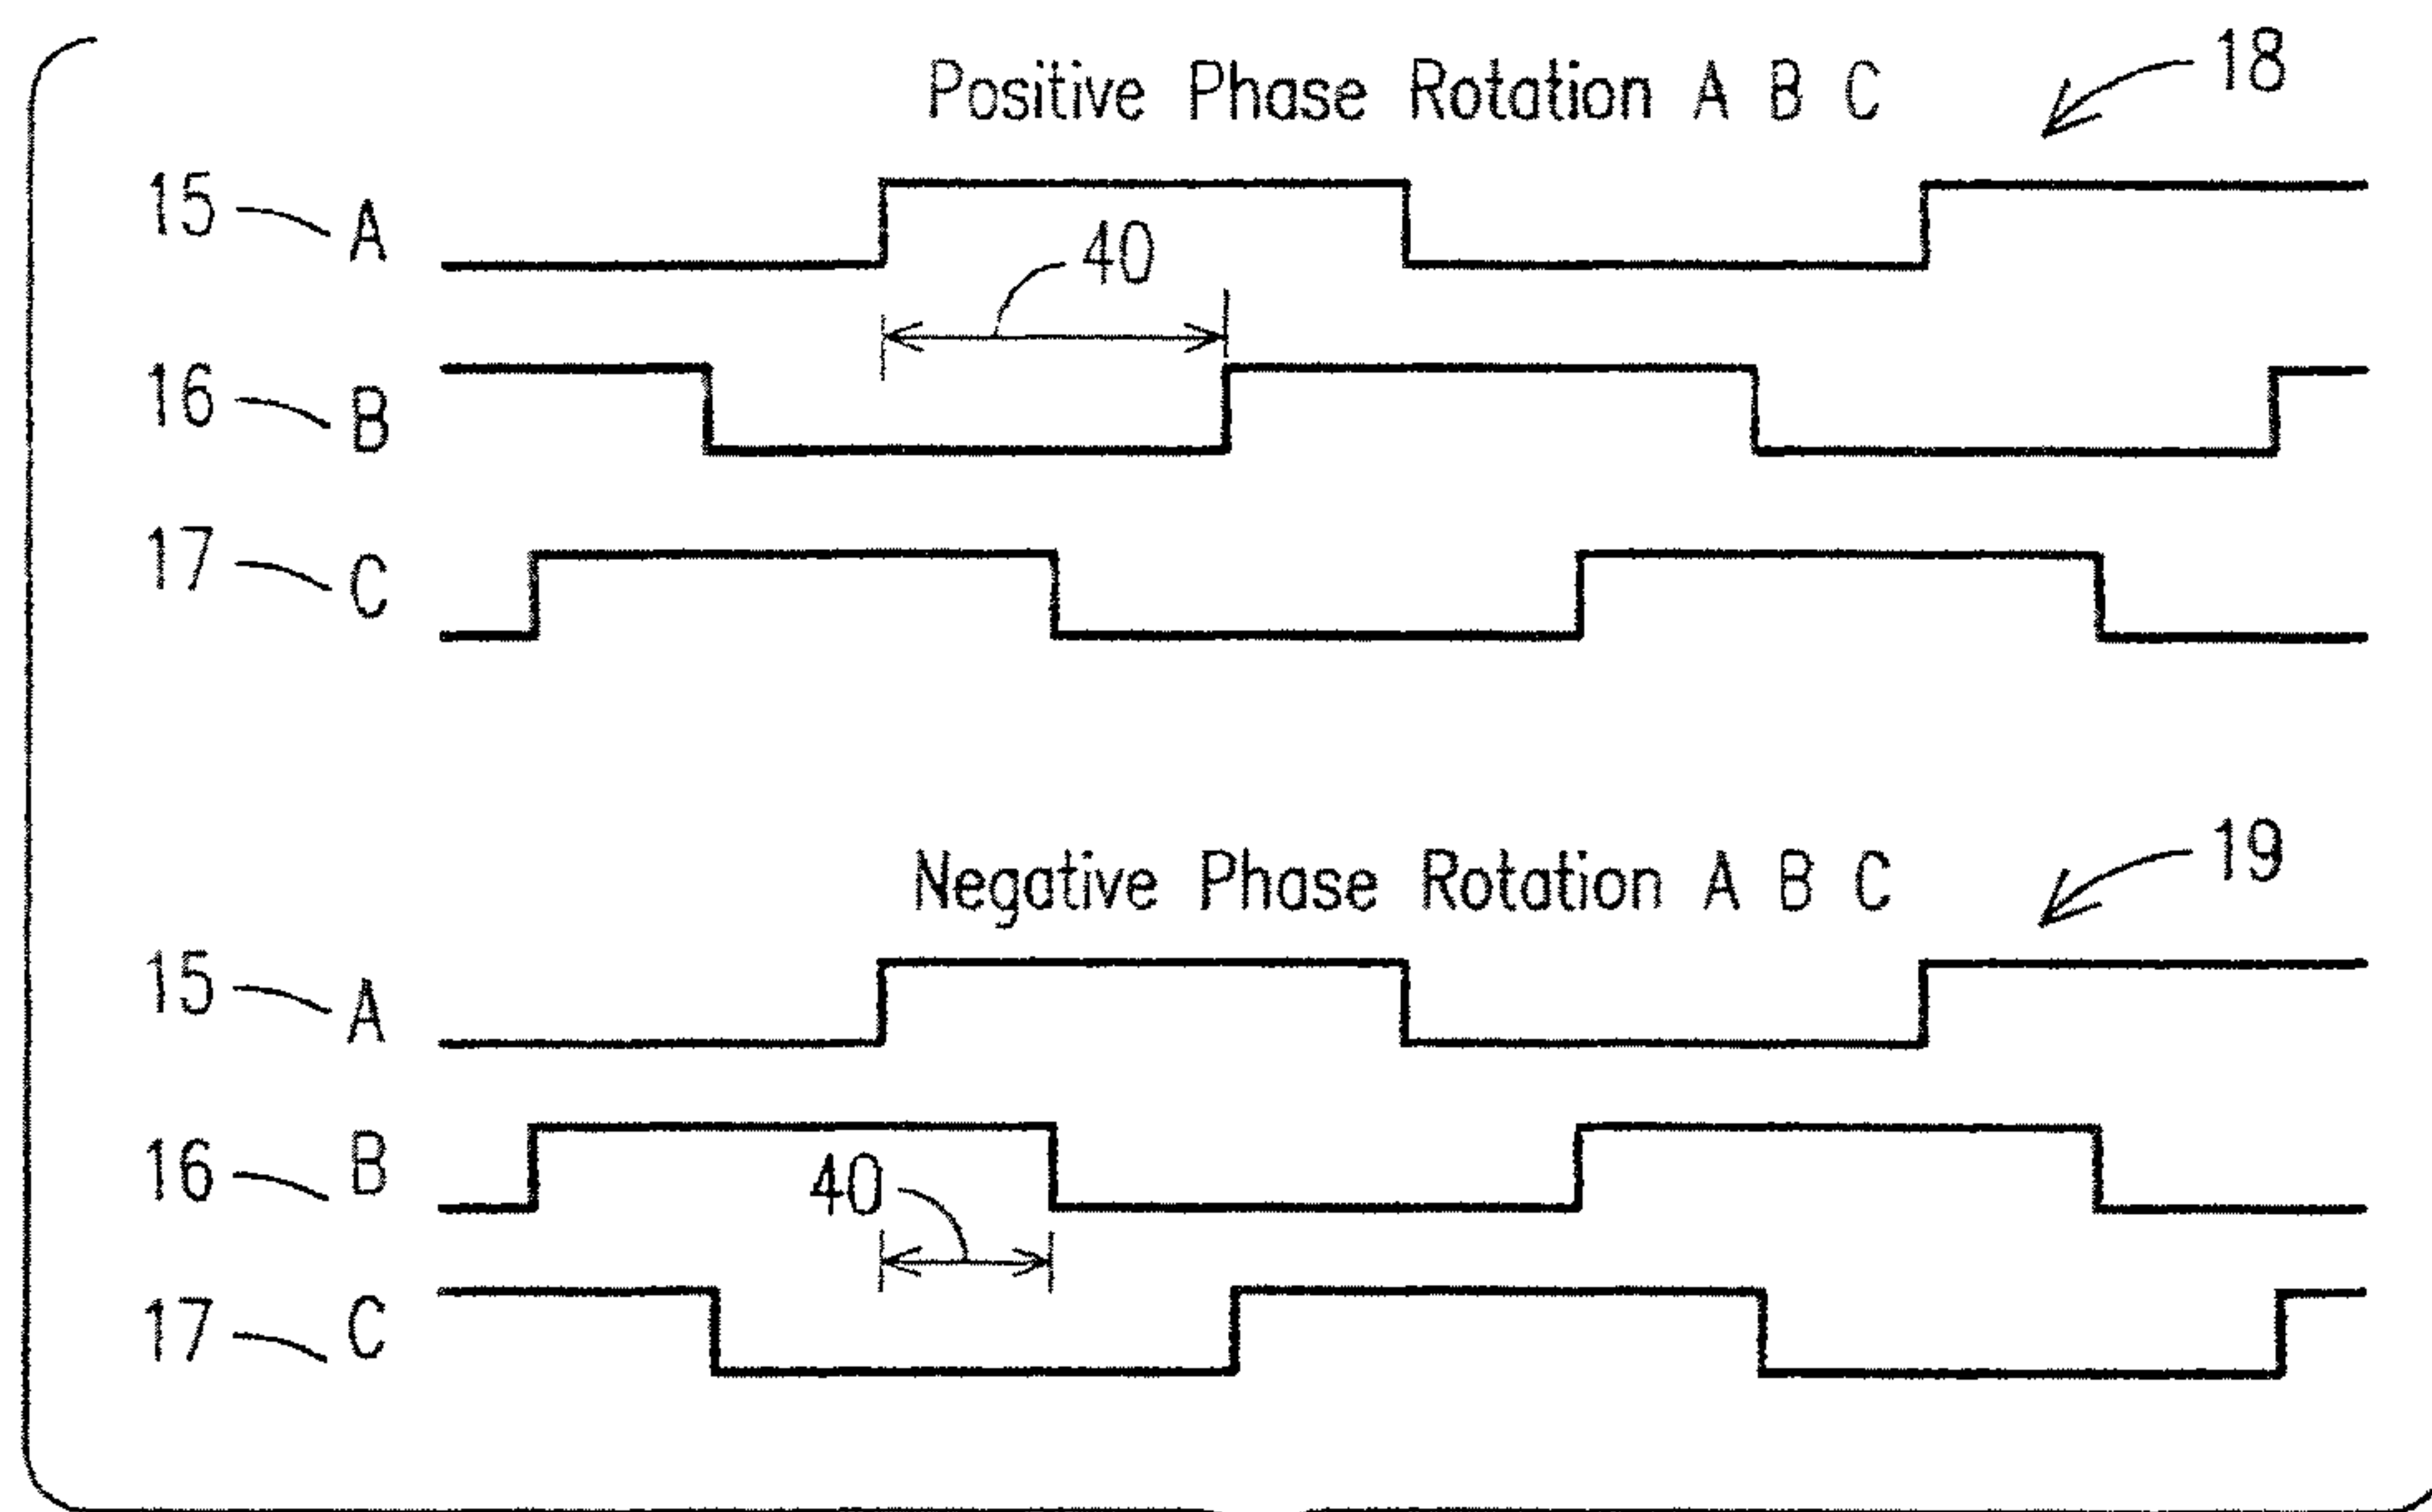 Positive Phase Rotation A B C
18
15 A
40
16 B
17 C
Negative Phase Rotation A B C
19
15 A
16 B
40
17 C